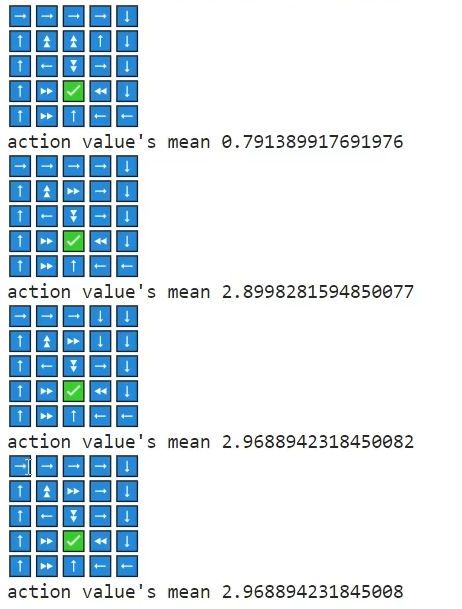 ➡️ ➡️ ➡️ ➡️ ⬇️
⬆️ ⏫ ⏫ ⬆️ ⬇️
⬆️ ⬅️ ⏬ ➡️ ⬇️
⬆️ ⏩ ✅ ⏪ ⬇️
⬆️ ⏩ ⬆️ ⬅️ ⬅️
action value's mean 0.791389917691976
➡️ ➡️ ➡️ ➡️ ⬇️
⬆️ ⏫ ⏩ ➡️ ⬇️
⬆️ ⬅️ ⏬ ➡️ ⬇️
⬆️ ⏩ ✅ ⏪ ⬇️
⬆️ ⏩ ⬆️ ⬅️ ⬅️
action value's mean 2.8998281594850077
➡️ ➡️ ➡️ ⬇️ ⬇️
⬆️ ⏫ ⏩ ⬇️ ⬇️
⬆️ ⬅️ ⏬ ➡️ ⬇️
⬆️ ⏩ ✅ ⏪ ⬇️
⬆️ ⏩ ⬆️ ⬅️ ⬅️
action value's mean 2.9688942318450082
➡️ ➡️ ➡️ ➡️ ⬇️
⬆️ ⏫ ⏩ ➡️ ⬇️
⬆️ ⬆️ ⏬ ➡️ ⬇️
⬆️ ⏩ ✅ ⏪ ⬇️
⬆️ ⏩ ⬆️ ⬅️ ⬅️
action value's mean 2.968894231845008